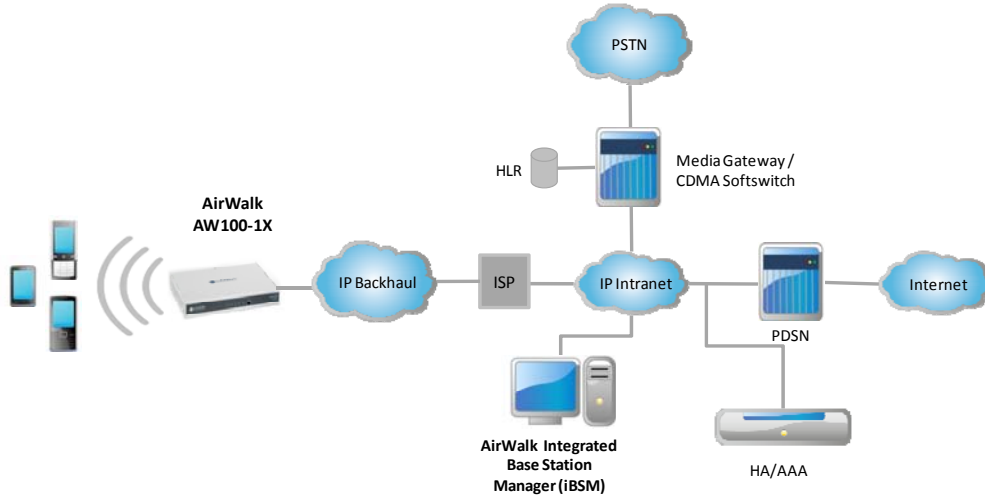 PSTN
HLR
Media Gateway /
CDMA Softswitch
AirWalk
AW100-1X
IP Backhaul
ISP
IP Intranet
PDSN
Internet
AirWalk Integrated
Base Station
Manager (iBSM)
HA/AAA